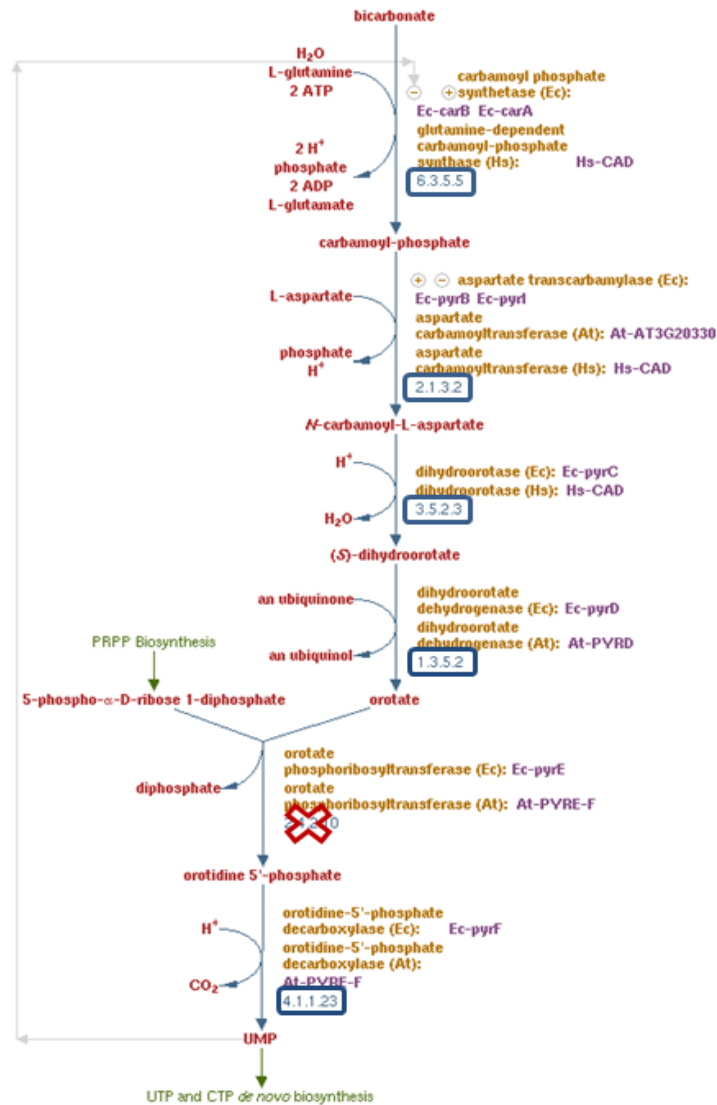 bicarbonate
H2O
L-glutamine
2 ATP
carbamoyl phosphate
− + synthetase (Ec):
Ec-carB Ec-carA
glutamine-dependent
carbamoyl-phosphate
synthase (Hs): Hs-CAD
6.3.5.5
2 H+
phosphate
2 ADP
L-glutamate
carbamoyl-phosphate
+ − aspartate transcarbamylase (Ec):
Ec-pyrB Ec-pyrI
aspartate
carbamoyltransferase (At): At-AT3G20330
aspartate
carbamoyltransferase (Hs): Hs-CAD
2.1.3.2
L-aspartate
phosphate
H+
N-carbamoyl-L-aspartate
H+
dihydroorotase (Ec): Ec-pyrC
dihydroorotase (Hs): Hs-CAD
3.5.2.3
H2O
(S)-dihydroorotate
an ubiquinone
dihydroorotate
dehydrogenase (Ec): Ec-pyrD
dihydroorotate
dehydrogenase (At): At-PYRD
1.3.5.2
an ubiquinol
PRPP Biosynthesis
5-phospho-α-D-ribose 1-diphosphate
orotate
orotate
phosphoribosyltransferase (Ec): Ec-pyrE
orotate
phosphoribosyltransferase (At): At-PYRE-F
diphosphate
orotidine 5'-phosphate
H+
orotidine-5'-phosphate
decarboxylase (Ec): Ec-pyrF
orotidine-5'-phosphate
decarboxylase (At):
At-PYRE-F
4.1.1.23
CO2
UMP
UTP and CTP de novo biosynthesis